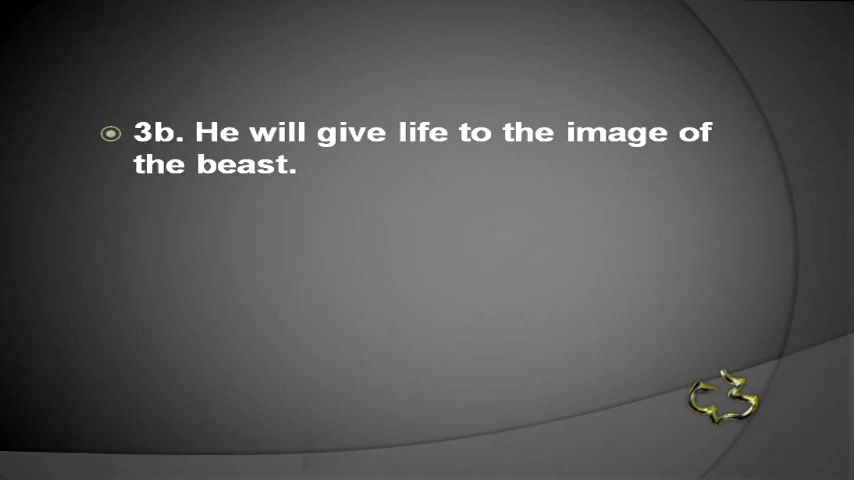 3b. He will give life to the image of
the beast.